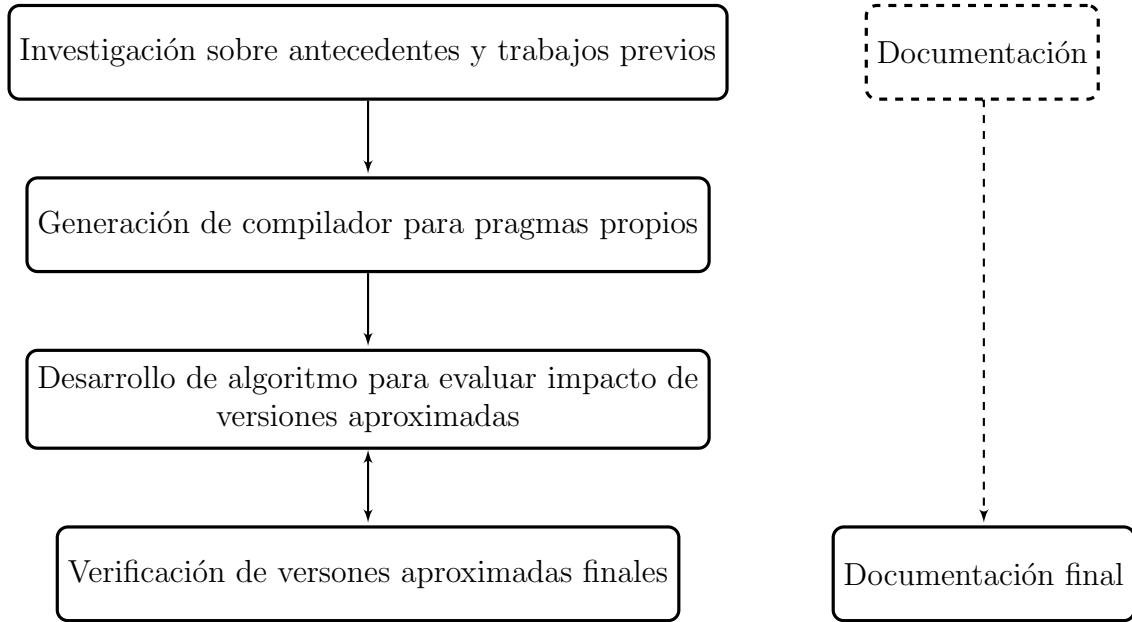 Investigación sobre antecedentes y trabajos previos
Documentación
Generación de compilador para pragmas propios
Desarrollo de algoritmo para evaluar impacto de
versiones aproximadas
Verificación de versones aproximadas finales
Documentación final